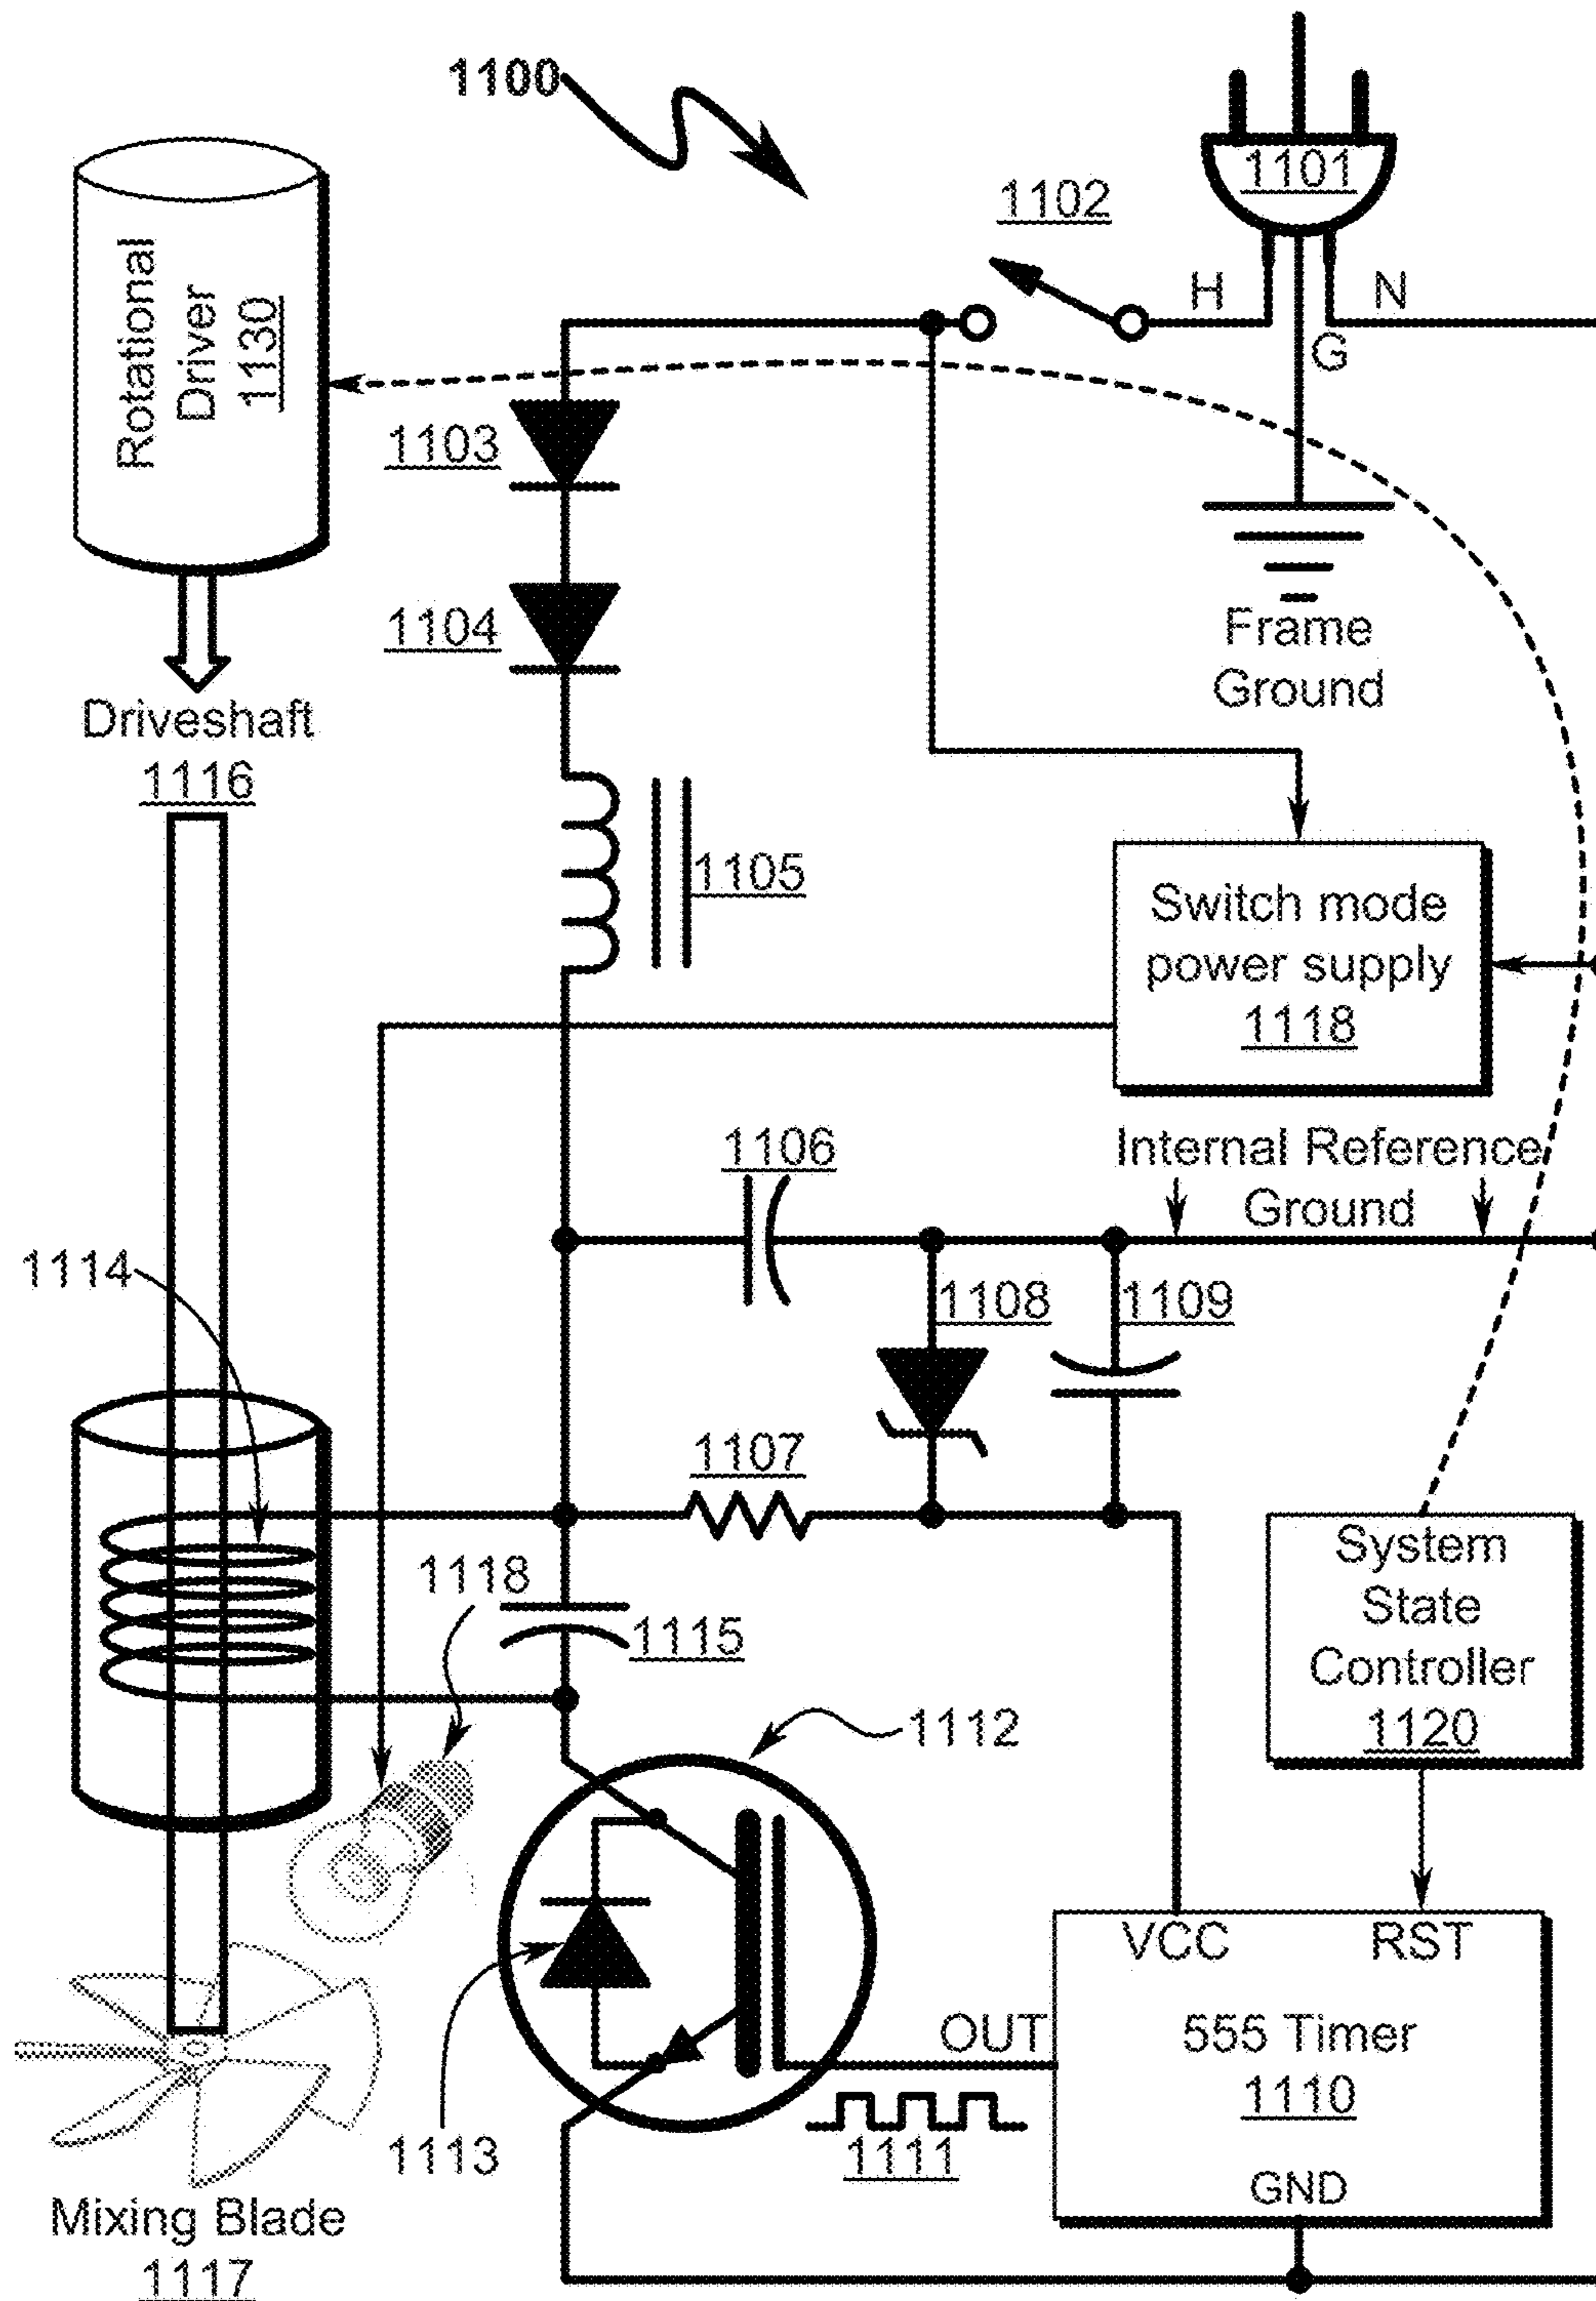 1100
1101
1102
H
N
G
Rotational
Driver
1130
1103
1104
Frame
Ground
Driveshaft
1116
1105
Switch mode
power supply
1118
1106
Internal Reference
Ground
1114
1108
1109
1107
System
State
Controller
1120
1118
1115
1112
VCC
RST
OUT
555 Timer
1110
1113
1111
GND
Mixing Blade
1117